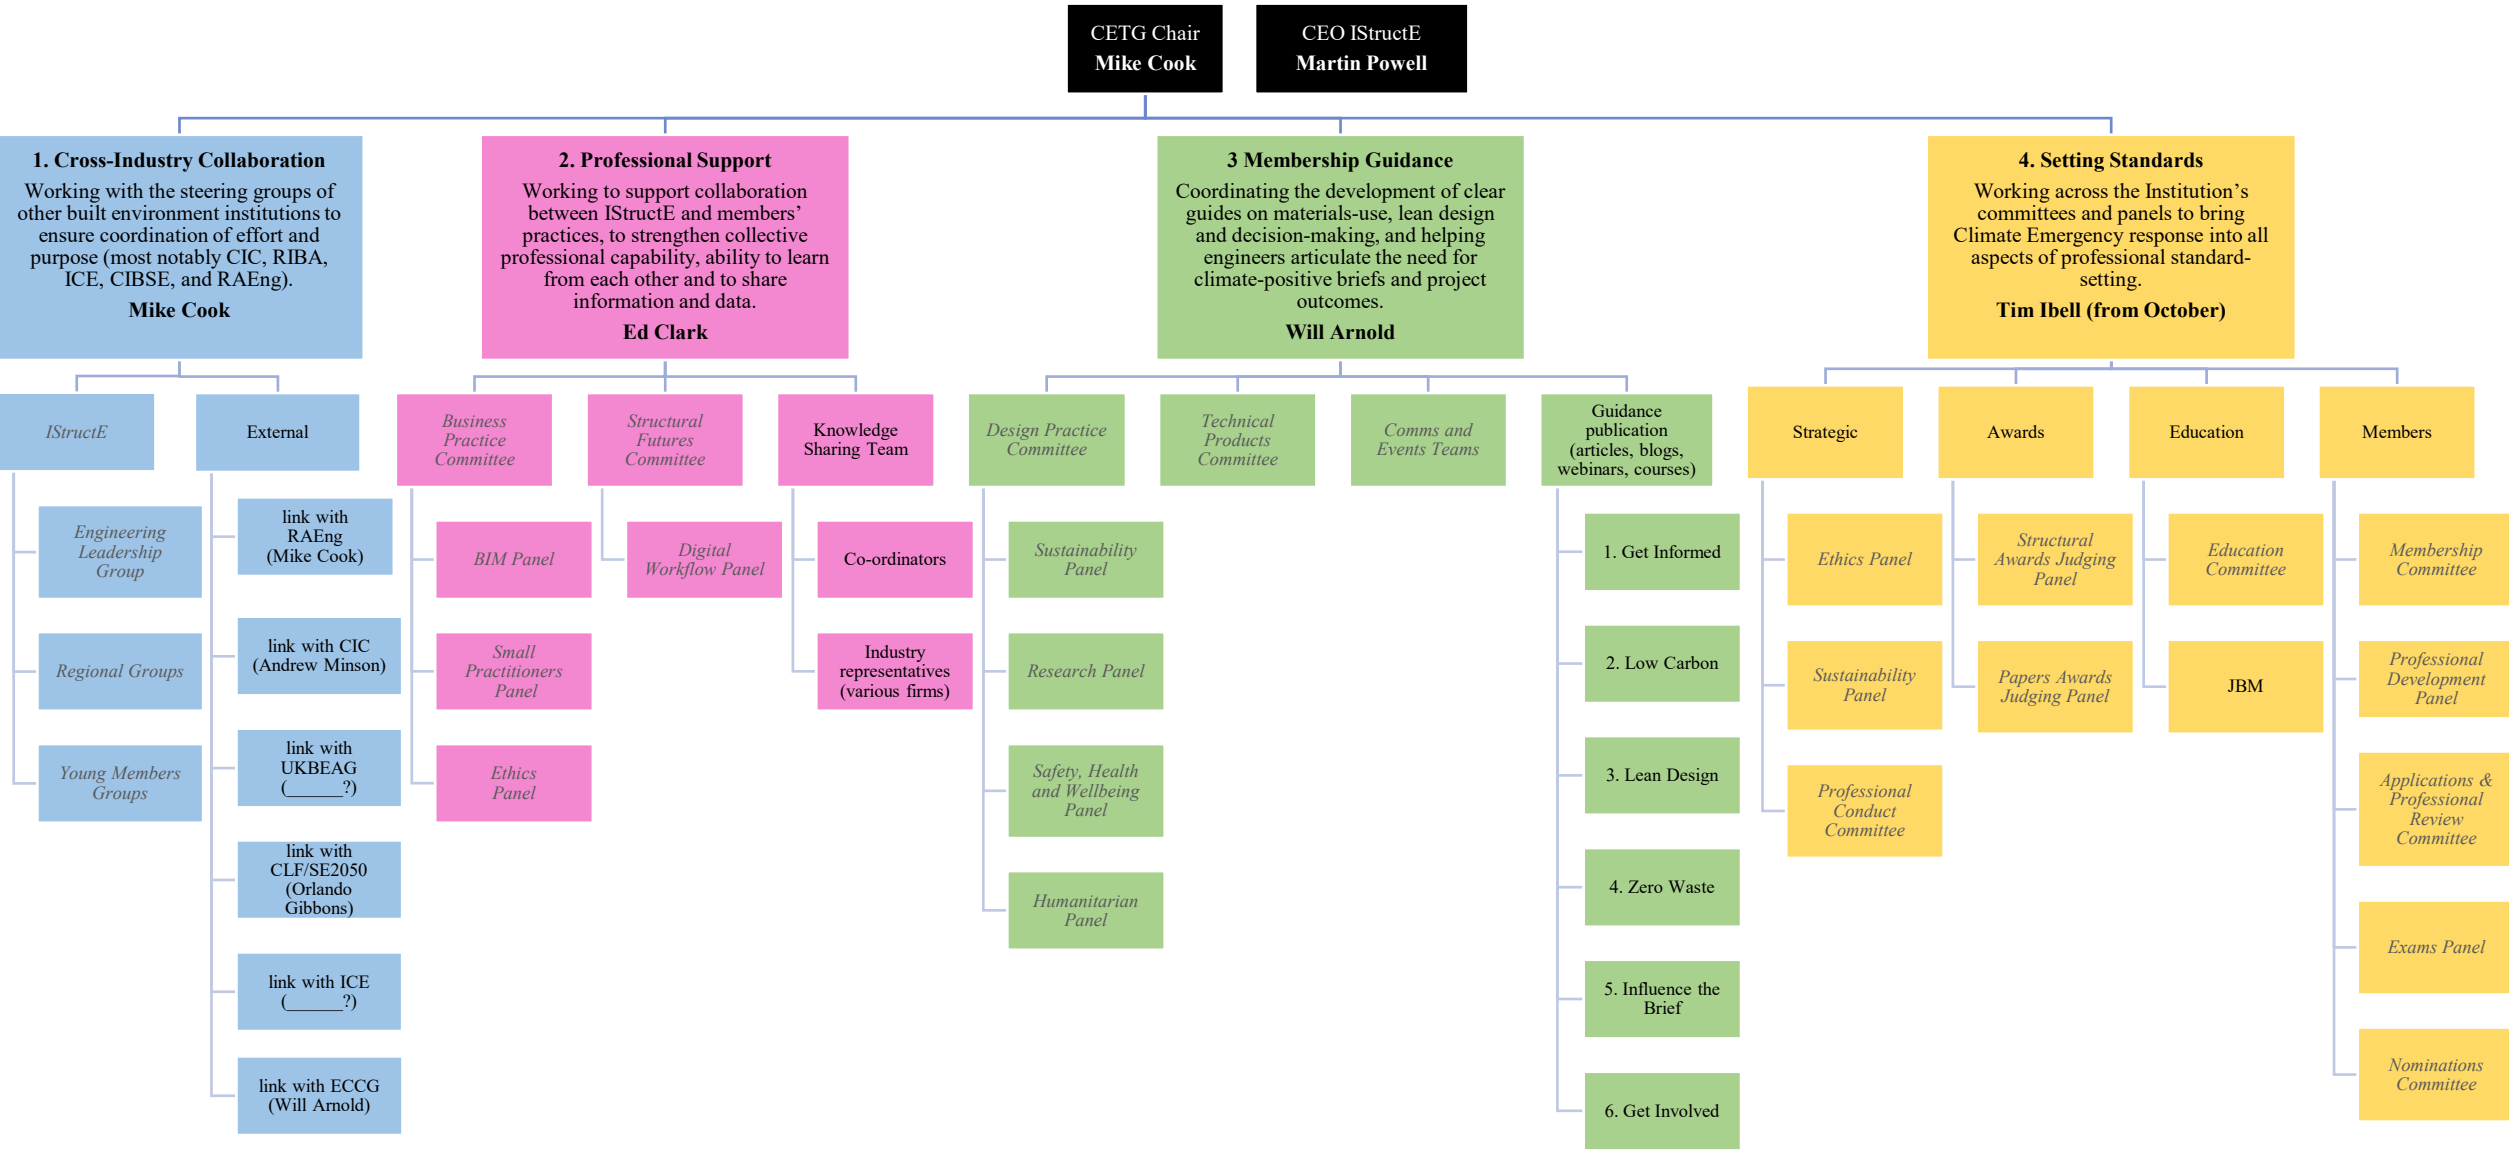 CETG Chair
Mike Cook
CEO IStructE
Martin Powell
1. Cross-Industry Collaboration
Working with the steering groups of
other built environment institutions to
ensure coordination of effort and
purpose (most notably CIC, RIBA,
ICE, CIBSE, and RAEng).
Mike Cook
2. Professional Support
Working to support collaboration
between IStructE and members’
practices, to strengthen collective
professional capability, ability to learn
from each other and to share
information and data.
Ed Clark
3 Membership Guidance
Coordinating the development of clear
guides on materials-use, lean design
and decision-making, and helping
engineers articulate the need for
climate-positive briefs and project
outcomes.
Will Arnold
4. Setting Standards
Working across the Institution’s
committees and panels to bring
Climate Emergency response into all
aspects of professional standard-
setting.
Tim Ibell (from October)
IStructE
Engineering
Leadership
Group
Regional Groups
Young Members
Groups
External
link with
RAEng
(Mike Cook)
link with CIC
(Andrew Minson)
link with
UKBEAG
(______?)
link with
CLF/SE2050
(Orlando
Gibbons)
link with ICE
(______?)
link with ECCG
(Will Arnold)
Business
Practice
Committee
BIM Panel
Small
Practitioners
Panel
Ethics
Panel
Structural
Futures
Committee
Digital
Workflow Panel
Knowledge
Sharing Team
Co-ordinators
Industry
representatives
(various firms)
Design Practice
Committee
Sustainability
Panel
Research Panel
Safety, Health
and Wellbeing
Panel
Humanitarian
Panel
Technical
Products
Committee
Comms and
Events Teams
Guidance
publication
(articles, blogs,
webinars, courses)
1. Get Informed
2. Low Carbon
3. Lean Design
4. Zero Waste
5. Influence the
Brief
6. Get Involved
Strategic
Ethics Panel
Sustainability
Panel
Professional
Conduct
Committee
Awards
Structural
Awards Judging
Panel
Papers Awards
Judging Panel
Education
Education
Committee
JBM
Members
Membership
Committee
Professional
Development
Panel
Applications &
Professional
Review
Committee
Exams Panel
Nominations
Committee